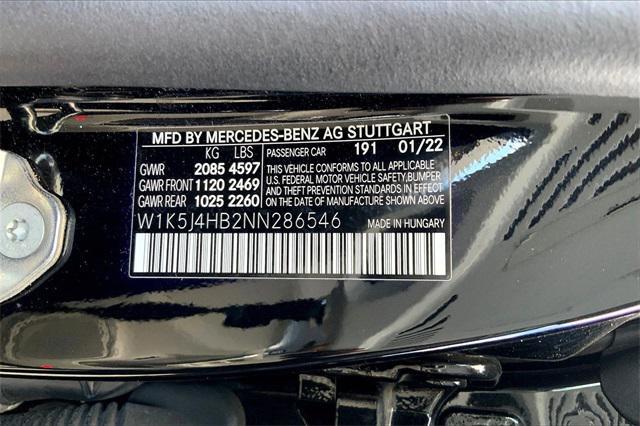 MFD BY MERCEDES-BENZ AG STUTTGART
KG LBS PASSENGER CAR 191 01/22
GWR 2085 4597
GAWR FRONT 1120 2469
GAWR REAR 1025 2260
THIS VEHICLE CONFORMS TO ALL APPLICABLE
U.S. FEDERAL MOTOR VEHICLE SAFETY, BUMPER
AND THEFT PREVENTION STANDARDS IN EFFECT
ON THE DATE OF MANUFACTURE SHOWN ABOVE.
W1K5J4HB2NN286546 MADE IN HUNGARY